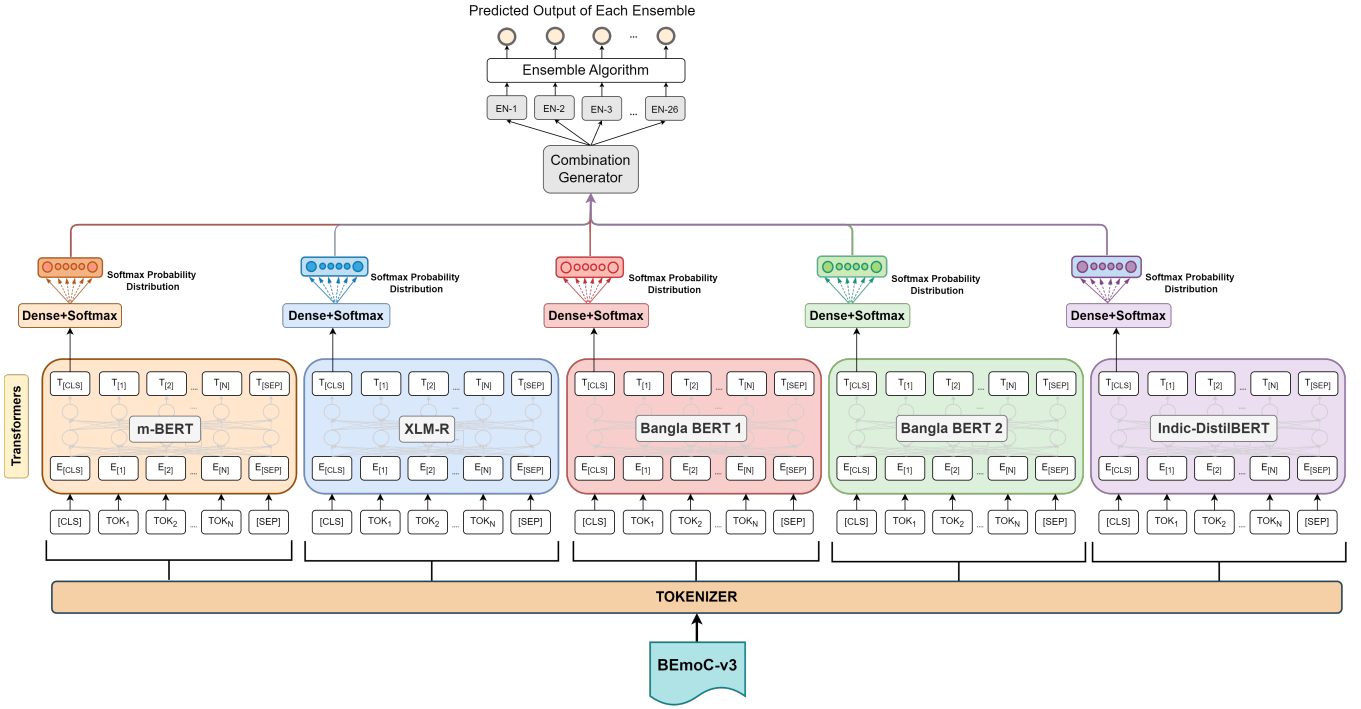 Predicted Output of Each Ensemble
...
Ensemble Algorithm
EN-1 EN-2 EN-3 ... EN-26
Combination
Generator
Softmax Probability
Distribution
Softmax Probability
Distribution
Softmax Probability
Distribution
Softmax Probability
Distribution
Softmax Probability
Distribution
Dense+Softmax Dense+Softmax Dense+Softmax Dense+Softmax Dense+Softmax
Transformers
T[CLS] T[1] T[2] .... T[N] T[SEP] T[CLS] T[1] T[2] .... T[N] T[SEP] T[CLS] T[1] T[2] .... T[N] T[SEP] T[CLS] T[1] T[2] .... T[N] T[SEP] T[CLS] T[1] T[2] ... T[N] T[SEP]
m-BERT XLM-R Bangla BERT 1 Bangla BERT 2 Indic-DistilBERT
E[CLS] E[1] E[2] .... E[N] E[SEP] E[CLS] E[1] E[2] .... E[N] E[SEP] E[CLS] E[1] E[2] .... E[N] E[SEP] E[CLS] E[1] E[2] .... E[N] E[SEP] E[CLS] E[1] E[2] ... E[N] E[SEP]
[CLS] TOK1 TOK2 .... TOKN [SEP] [CLS] TOK1 TOK2 .... TOKN [SEP] [CLS] TOK1 TOK2 .... TOKN [SEP] [CLS] TOK1 TOK2 .... TOKN [SEP] [CLS] TOK1 TOK2 ... TOKN [SEP]
TOKENIZER
BEmoC-v3